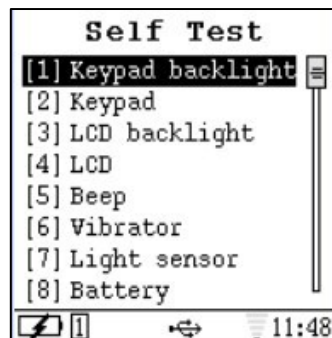 Self Test
[1] Keypad backlight
[2] Keypad
[3] LCD backlight
[4] LCD
[5] Beep
[6] Vibrator
[7] Light sensor
[8] Battery
1 11:48